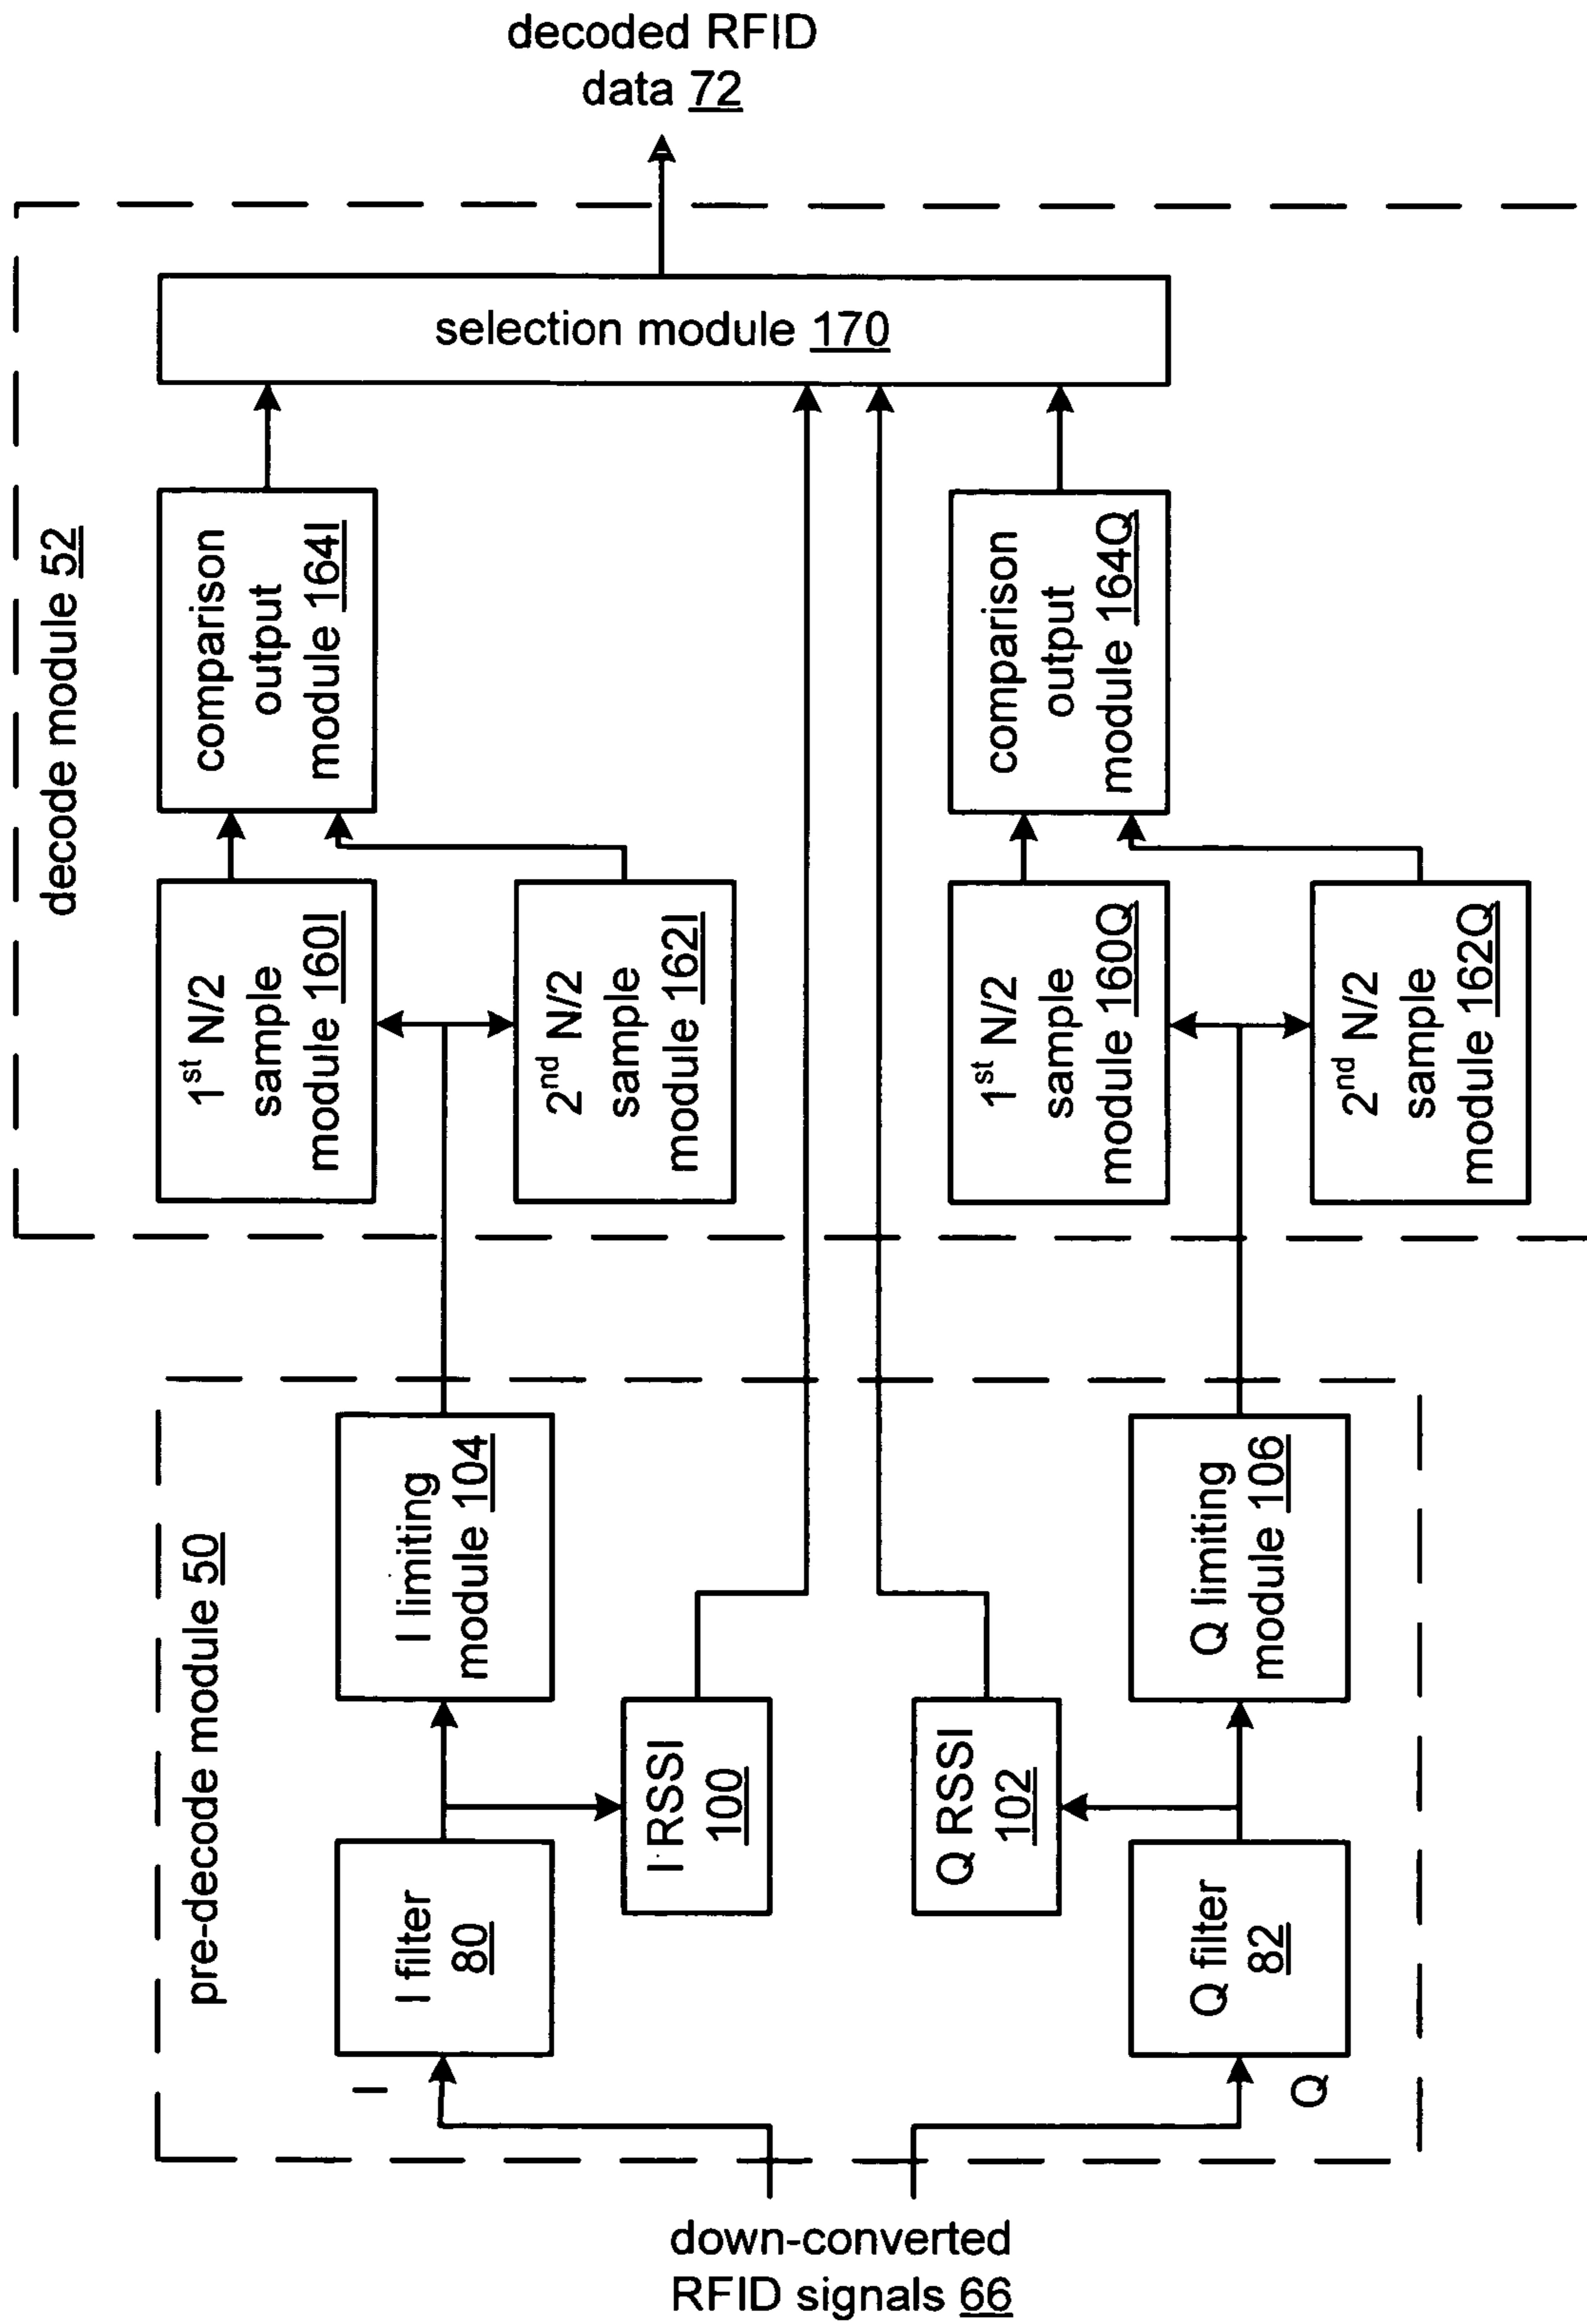 decoded RFID
data 72
selection module 170
decode module 52
comparison
output
module 164I
comparison
output
module 164Q
1st N/2
sample
module 160I
2nd N/2
sample
module 162I
1st N/2
sample
module 160Q
2nd N/2
sample
module 162Q
pre-decode module 50
I limiting
module 104
Q limiting
module 106
I RSSI
100
Q RSSI
102
I filter
80
Q filter
82
I
Q
down-converted
RFID signals 66